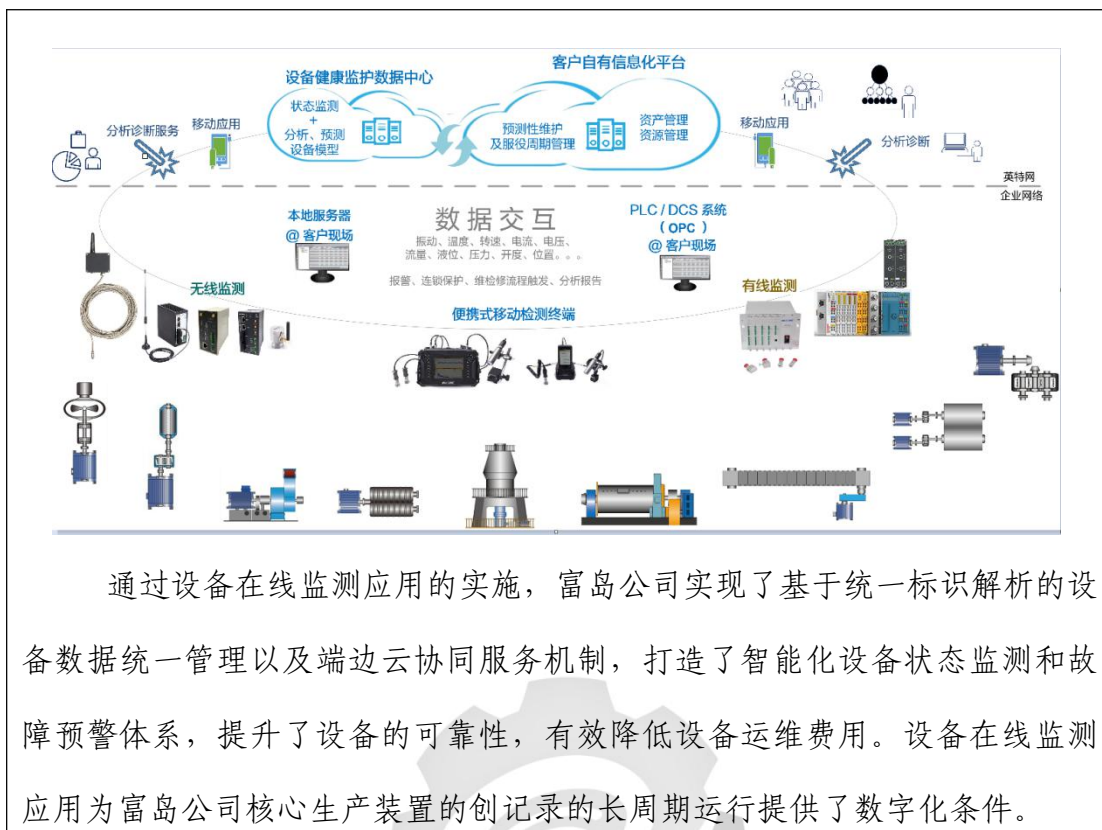 客户自有信息化平台
设备健康监护数据中心
状态监测
+
分析、预测
设备模型
预测性维护
及服役周期管理
资产管理
资源管理
分析诊断服务
移动应用
移动应用
分析诊断
英特网
企业网络
本地服务器
@ 客户现场
数据交互
振动、温度、转速、电流、电压、
流量、液位、压力、开度、位置。。。
报警、连锁保护、维检修流程触发、分析报告
PLC / DCS 系统
（ OPC ）
@ 客户现场
无线监测
有线监测
便携式移动检测终端
通过设备在线监测应用的实施，富岛公司实现了基于统一标识解析的设
备数据统一管理以及端边云协同服务机制，打造了智能化设备状态监测和故
障预警体系，提升了设备的可靠性，有效降低设备运维费用。设备在线监测
应用为富岛公司核心生产装置的创记录的长周期运行提供了数字化条件。